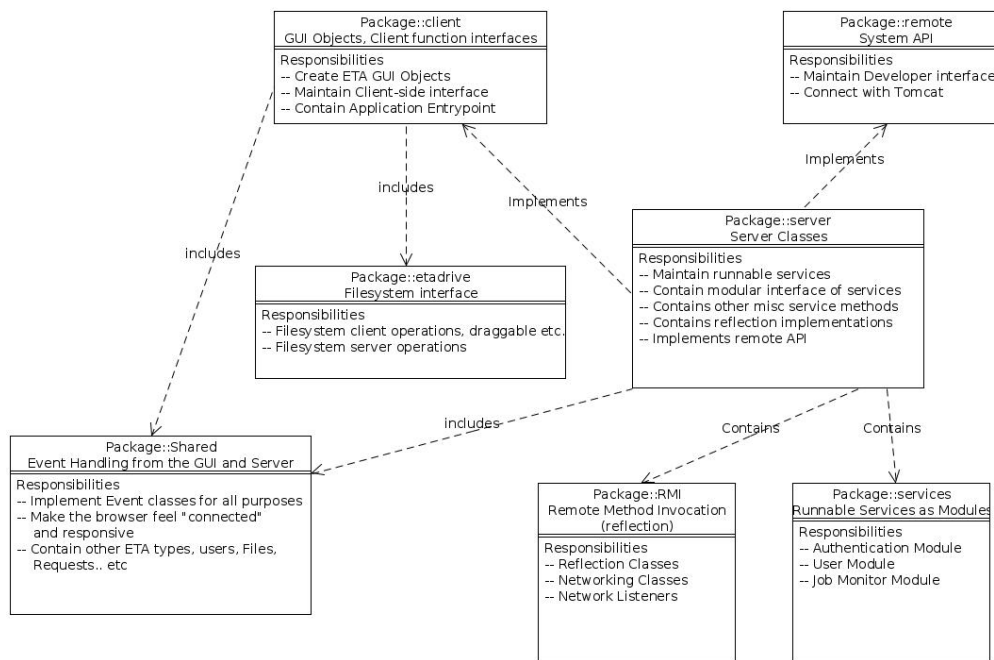 Package::client
GUI Objects, Client function interfaces
Responsibilities
-- Create ETA GUI Objects
-- Maintain Client-side interface
-- Contain Application Entrypoint
Package::remote
System API
Responsibilities
-- Maintain Developer interface
-- Connect with Tomcat
Implements
includes
Implements
Package::server
Server Classes
Responsibilities
-- Maintain runnable services
-- Contain modular interface of services
-- Contains other misc service methods
-- Contains reflection implementations
-- Implements remote API
includes
Package::etadrive
Filesystem interface
Responsibilities
-- Filesystem client operations, draggable etc.
-- Filesystem server operations
includes
Contains
Contains
Package::Shared
Event Handling from the GUI and Server
Responsibilities
-- Implement Event classes for all purposes
-- Make the browser feel "connected"
and responsive
-- Contain other ETA types, users, Files,
Requests.. etc
Package::RMI
Remote Method Invocation
(reflection)
Responsibilities
-- Reflection Classes
-- Networking Classes
-- Network Listeners
Package::services
Runnable Services as Modules
Responsibilities
-- Authentication Module
-- User Module
-- Job Monitor Module